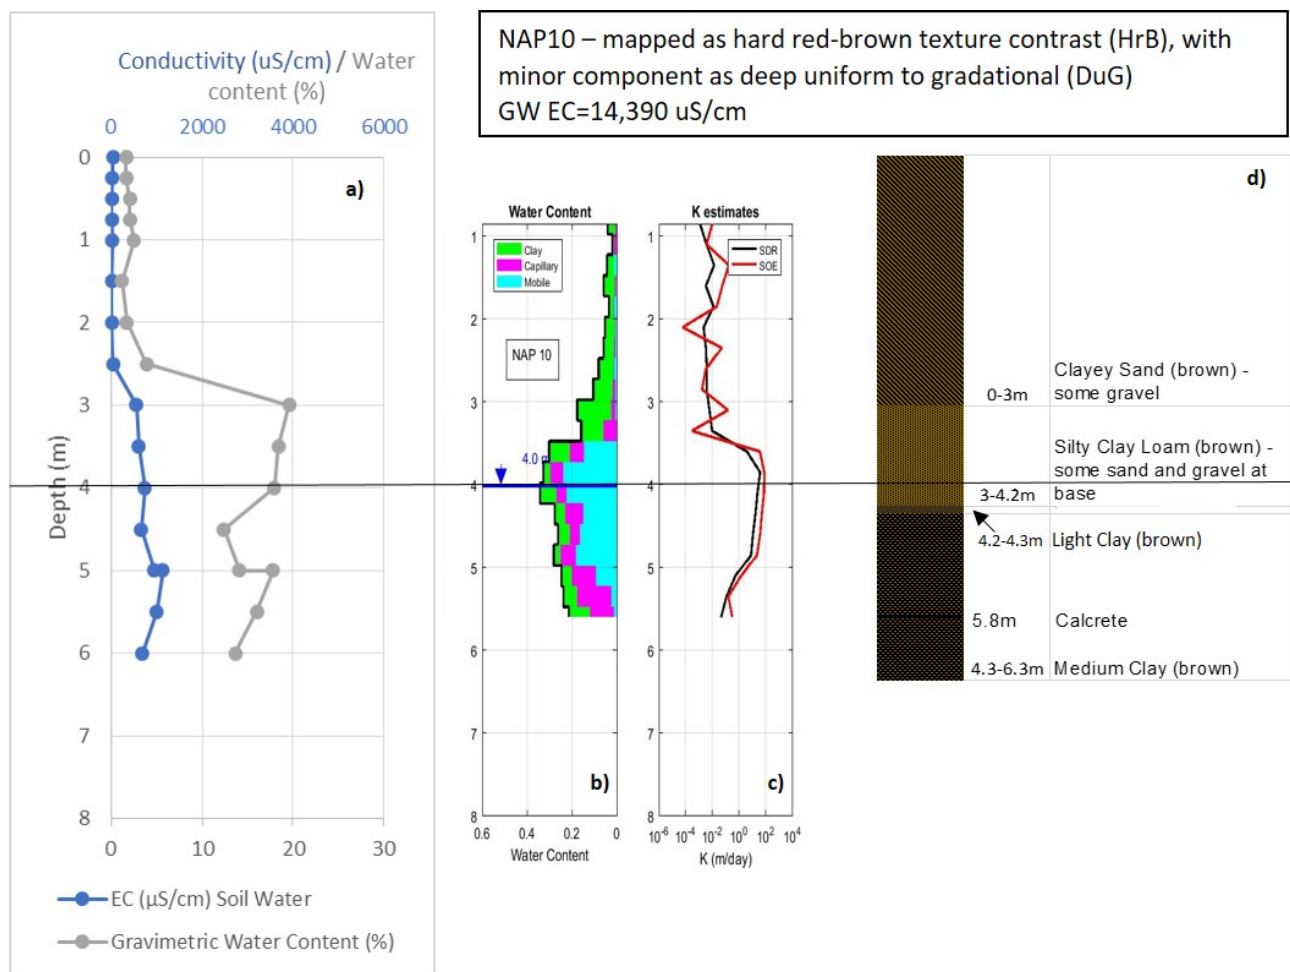 Conductivity (uS/cm) / Water
content (%)
0 2000 4000 6000
0
1
2
3
4
5
6
7
8
Depth (m)
a)
0 10 20 30
EC (µS/cm) Soil Water
Gravimetric Water Content (%)
NAP10 – mapped as hard red-brown texture contrast (HrB), with
minor component as deep uniform to gradational (DuG)
GW EC=14,390 uS/cm
Water Content
Clay
Capillary
Mobile
NAP 10
4.0 m
1
2
3
4
5
6
7
8
b)
0.6 0.4 0.2 0
Water Content
K estimates
SDR
SOE
1
2
3
4
5
6
7
8
c)
10^-6 10^-4 10^-2 10^0 10^2 10^4
K (m/day)
d)
0-3m
Clayey Sand (brown) -
some gravel
3-4.2m
Silty Clay Loam (brown) -
some sand and gravel at
base
4.2-4.3m Light Clay (brown)
5.8m Calcrete
4.3-6.3m Medium Clay (brown)